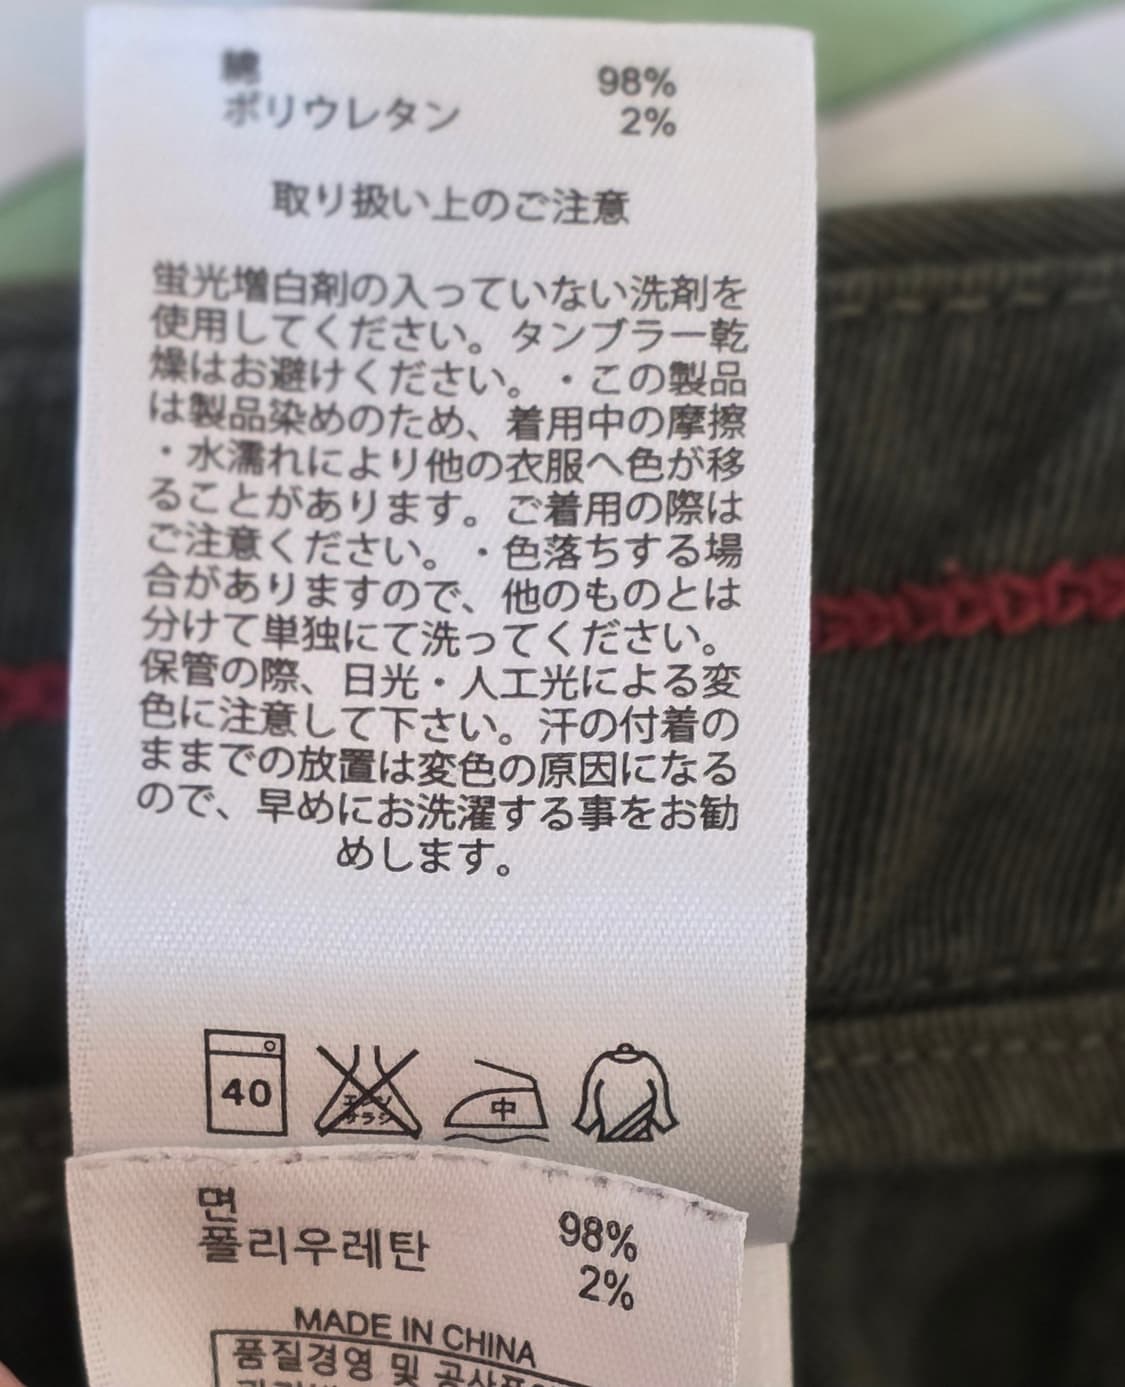 綿 98%
ポリウレタン 2%
取り扱い上のご注意
蛍光増白剤の入っていない洗剤を
使用してください。タンブラー乾
燥はお避けください。・この製品
は製品染めのため、着用中の摩擦
・水濡れにより他の衣服へ色が移
ることがあります。ご着用の際は
ご注意ください。・色落ちする場
合がありますので、他のものとは
分けて単独にて洗ってください。
保管の際、日光・人工光による変
色に注意して下さい。汗の付着の
ままでの放置は変色の原因になる
ので、早めにお洗濯する事をお勧
めします。
40 エンソサラシ 中
면 98%
폴리우레탄 2%
MADE IN CHINA
품질경영 및